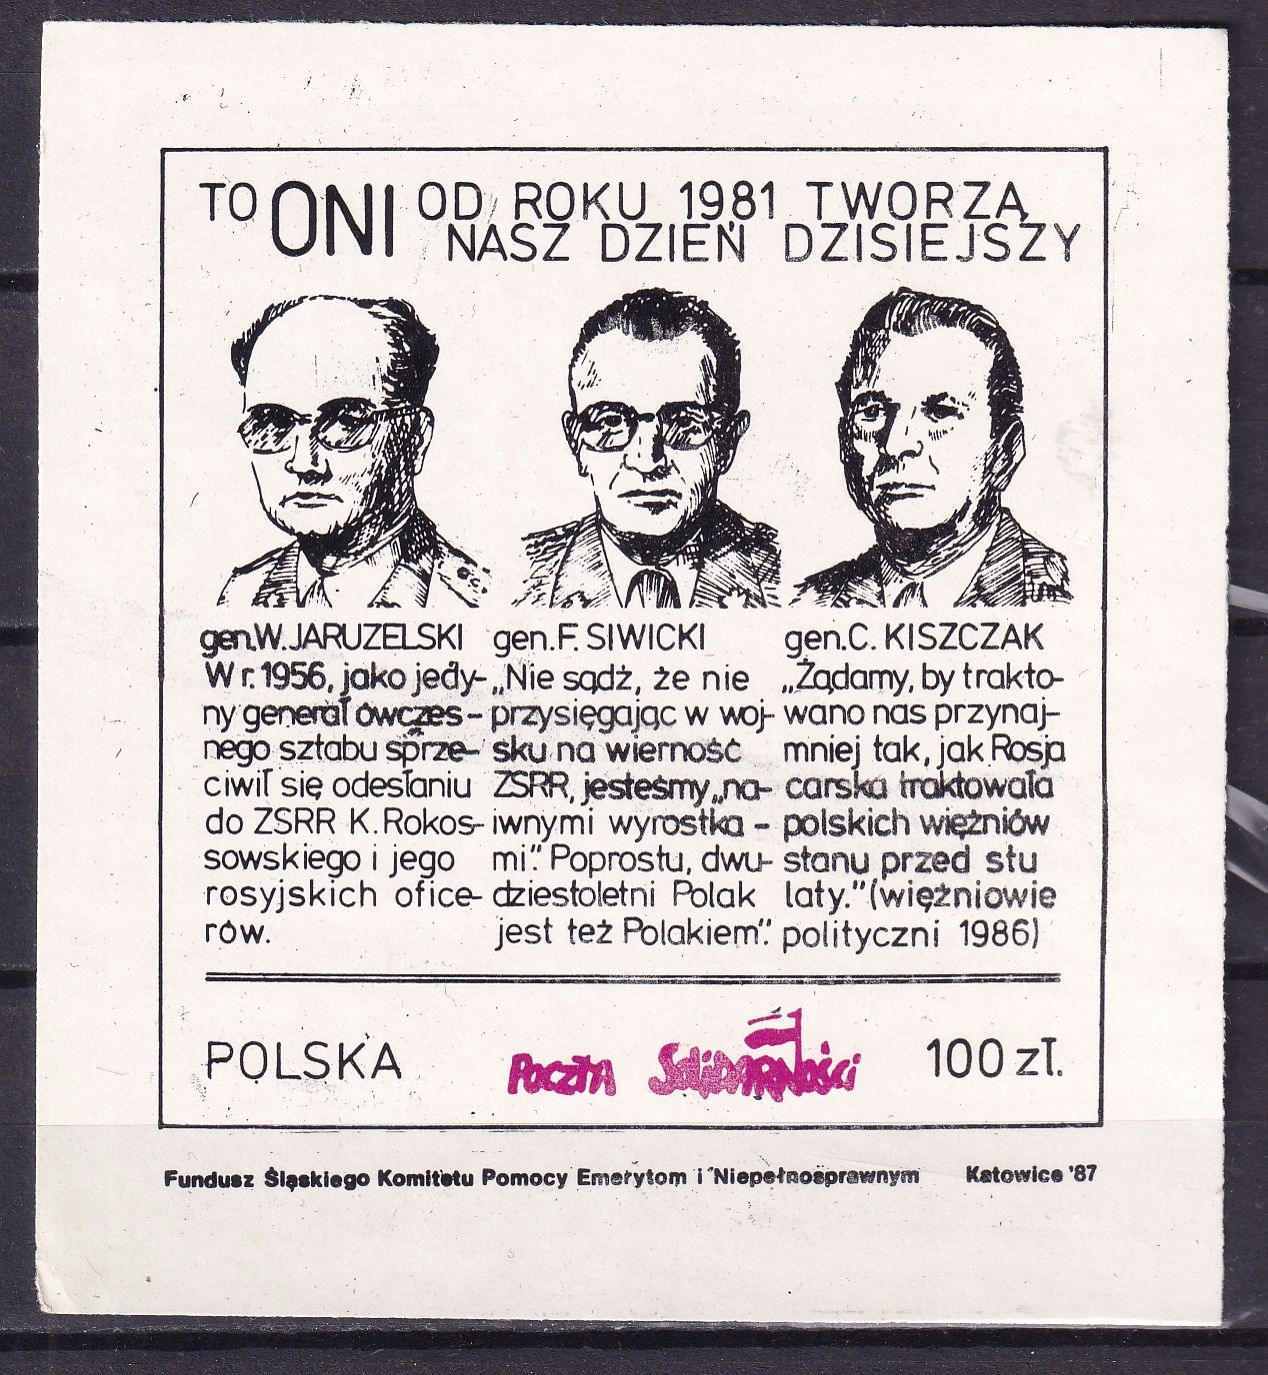 TO ONI OD ROKU 1981 TWORZĄ
NASZ DZIEŃ DZISIEJSZY
gen.W.JARUZELSKI
W r. 1956, jako jedy-
ny generał ówczes-
nego sztabu sprze-
ciwił się odesłaniu
do ZSRR K. Rokos-
sowskiego i jego
rosyjskich ofice-
rów.
gen.F. SIWICKI
„Nie sądź, że nie
przysięgając w woj-
sku na wierność
ZSRR, jesteśmy „na-
iwnymi wyrostka-
mi". Poprostu, dwu-
dziestoletni Polak
jest też Polakiem".
gen.C. KISZCZAK
„Żądamy, by trakto-
wano nas przynaj-
mniej tak, jak Rosja
carska traktowała
polskich więźniów
stanu przed stu
laty." (więźniowie
polityczni 1986)
POLSKA
POCZTA SOLIDARNOŚCI
100 zł.
Fundusz Śląskiego Komitetu Pomocy Emerytom i Niepełnosprawnym Katowice '87